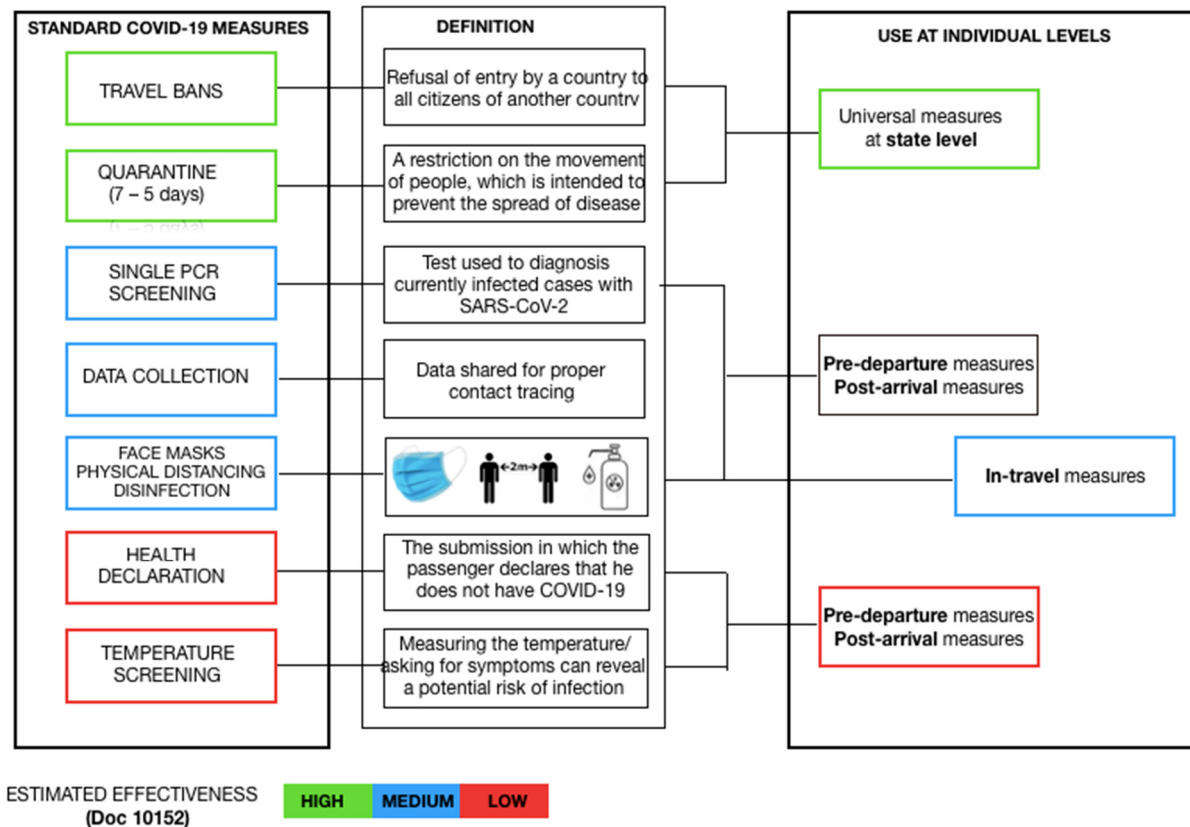 STANDARD COVID-19 MEASURES
DEFINITION
USE AT INDIVIDUAL LEVELS
TRAVEL BANS
Refusal of entry by a country to
all citizens of another country
Universal measures
at state level
QUARANTINE
(7 – 5 days)
A restriction on the movement
of people, which is intended to
prevent the spread of disease
SINGLE PCR
SCREENING
Test used to diagnosis
currently infected cases with
SARS-CoV-2
DATA COLLECTION
Data shared for proper
contact tracing
Pre-departure measures
Post-arrival measures
FACE MASKS
PHYSICAL DISTANCING
DISINFECTION
2m
In-travel measures
HEALTH
DECLARATION
The submission in which the
passenger declares that he
does not have COVID-19
Pre-departure measures
Post-arrival measures
TEMPERATURE
SCREENING
Measuring the temperature/
asking for symptoms can reveal
a potential risk of infection
ESTIMATED EFFECTIVENESS
(Doc 10152)
HIGH
MEDIUM
LOW